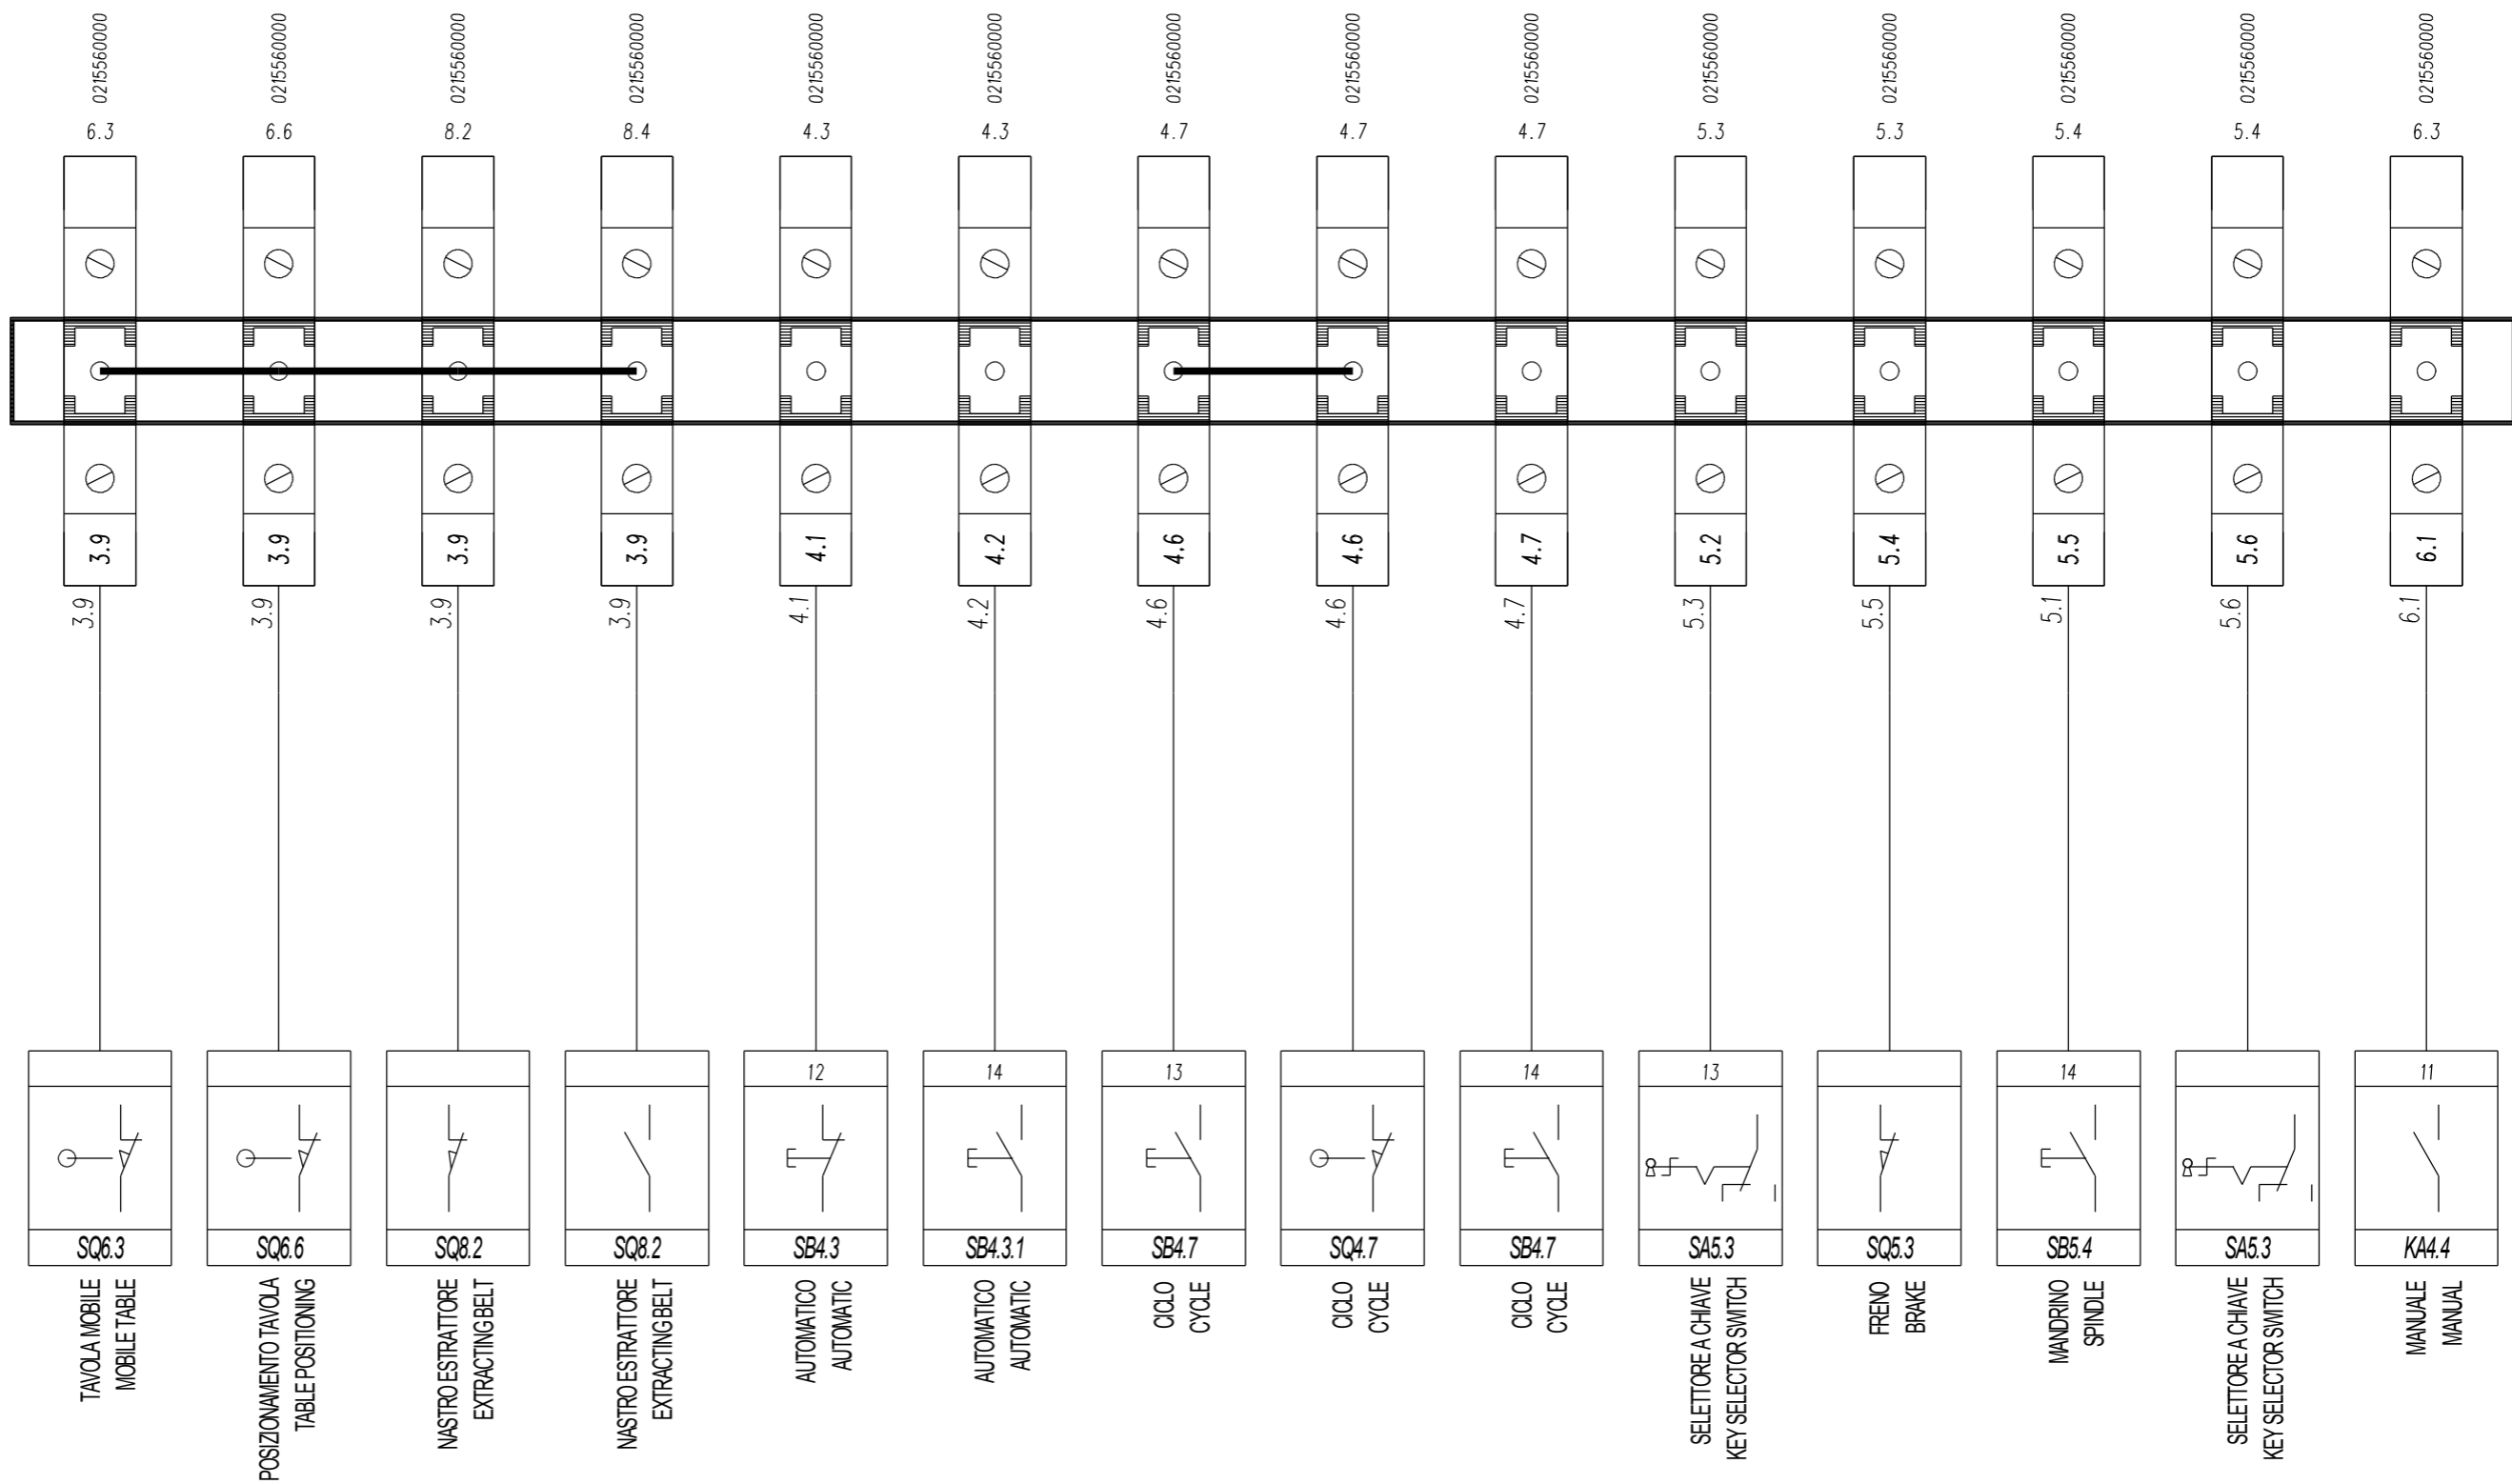 0215560000 0215560000 0215560000 0215560000 0215560000 0215560000 0215560000 0215560000 0215560000 0215560000 0215560000 0215560000 0215560000 0215560000
6.3 6.6 8.2 8.4 4.3 4.3 4.7 4.7 4.7 5.3 5.3 5.4 5.4 6.3
3.9 3.9 3.9 3.9 4.1 4.2 4.6 4.6 4.7 5.2 5.4 5.5 5.6 6.1
3.9 3.9 3.9 3.9 4.1 4.2 4.6 4.6 4.7 5.3 5.5 5.1 5.6 6.1
12 14 13 14 13 14 11
SQ6.3 SQ6.6 SQ8.2 SQ8.2 SB4.3 SB4.3.1 SB4.7 SQ4.7 SB4.7 SA5.3 SQ5.3 SB5.4 SA5.3 KA4.4
TAVOLA MOBILE
MOBILE TABLE
POSIZIONAMENTO TAVOLA
TABLE POSITIONING
NASTRO ESTRATTORE
EXTRACTING BELT
NASTRO ESTRATTORE
EXTRACTING BELT
AUTOMATICO
AUTOMATIC
AUTOMATICO
AUTOMATIC
CICLO
CYCLE
CICLO
CYCLE
CICLO
CYCLE
SELETTORE A CHIAVE
KEY SELECTOR SWITCH
FRENO
BRAKE
MANDRINO
SPINDLE
SELETTORE A CHIAVE
KEY SELECTOR SWITCH
MANUALE
MANUAL